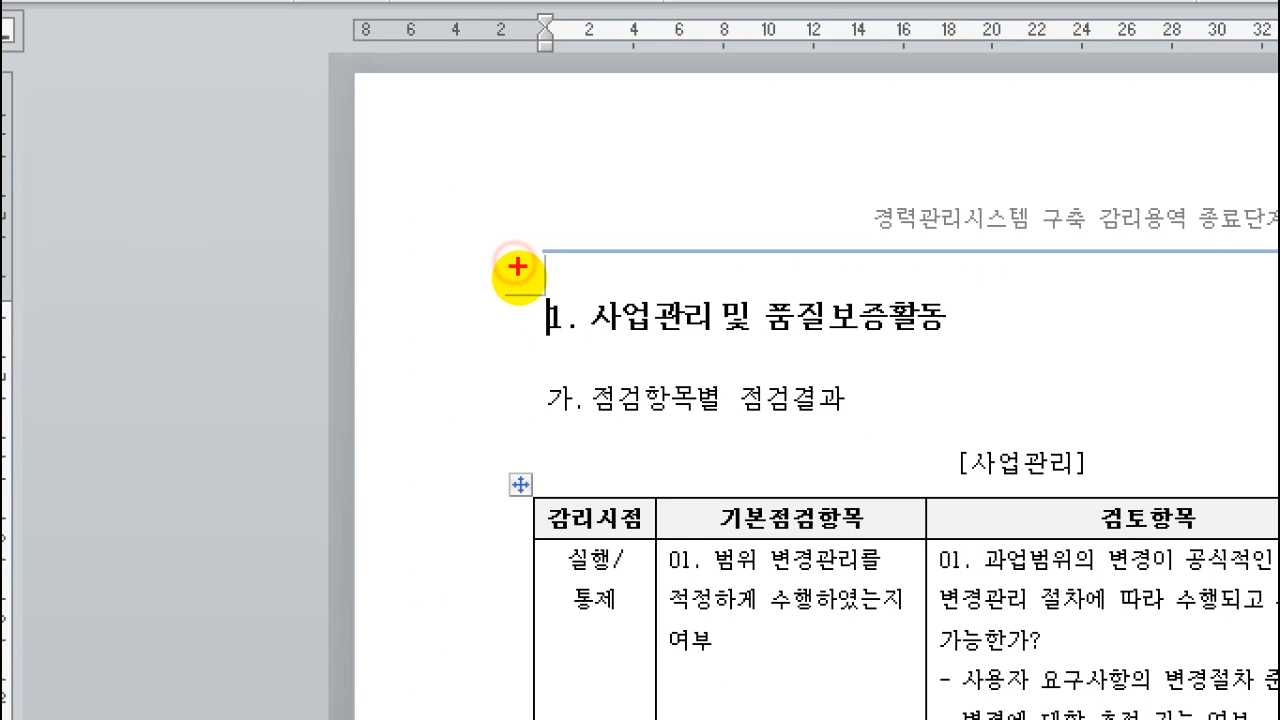 8 6 4 2 2 4 6 8 10 12 14 16 18 20 22 24 26 28 30 32
경력관리시스템 구축 감리용역 종료단계
1. 사업관리 및 품질보증활동
가. 점검항목별 점검결과
[사업관리]
감리시점 기본점검항목 검토항목
실행/ 01. 범위 변경관리를 01. 과업범위의 변경이 공식적인
통제 적정하게 수행하였는지 변경관리 절차에 따라 수행되고
여부 가능한가?
- 사용자 요구사항의 변경절차 준